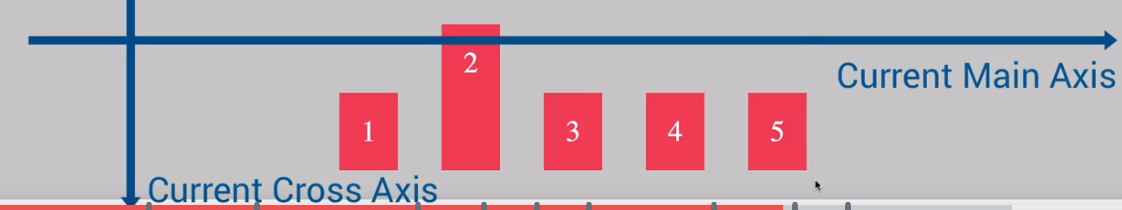 2
Current Main Axis
1 3 4 5
Current Cross Axis